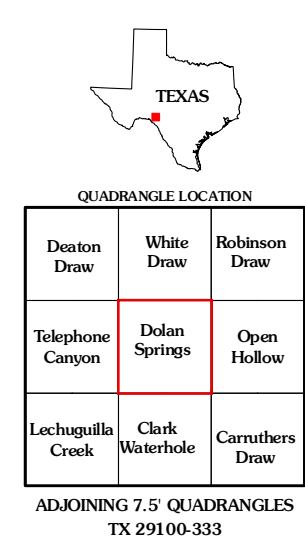 TEXAS
QUADRANGLE LOCATION
Deaton
Draw
White
Draw
Robinson
Draw
Telephone
Canyon
Dolan
Springs
Open
Hollow
Lechuguilla
Creek
Clark
Waterhole
Carruthers
Draw
ADJOINING 7.5' QUADRANGLES
TX 29100-333